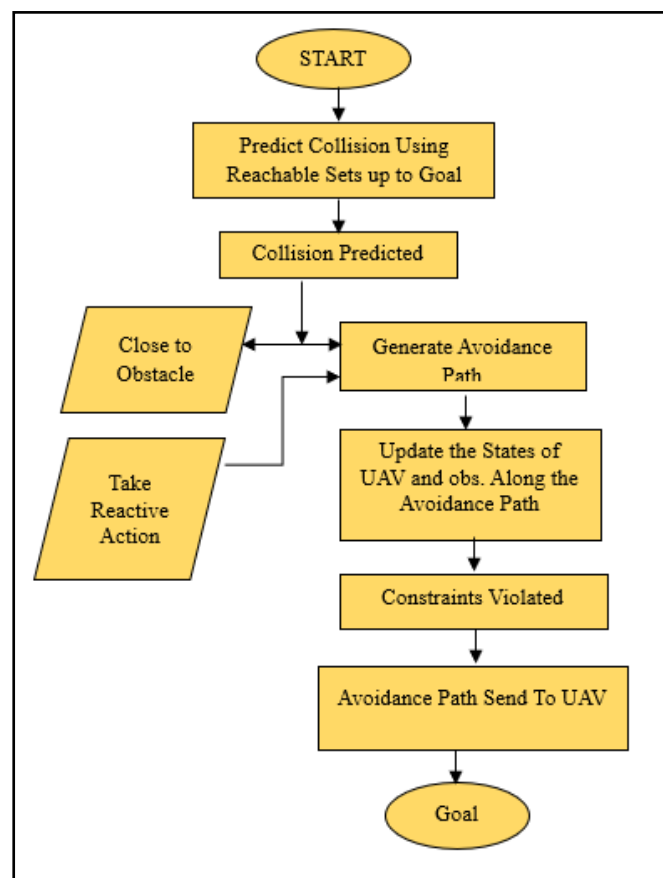 START
Predict Collision Using
Reachable Sets up to Goal
Collision Predicted
Close to
Obstacle
Generate Avoidance
Path
Take
Reactive
Action
Update the States of
UAV and obs. Along the
Avoidance Path
Constraints Violated
Avoidance Path Send To UAV
Goal